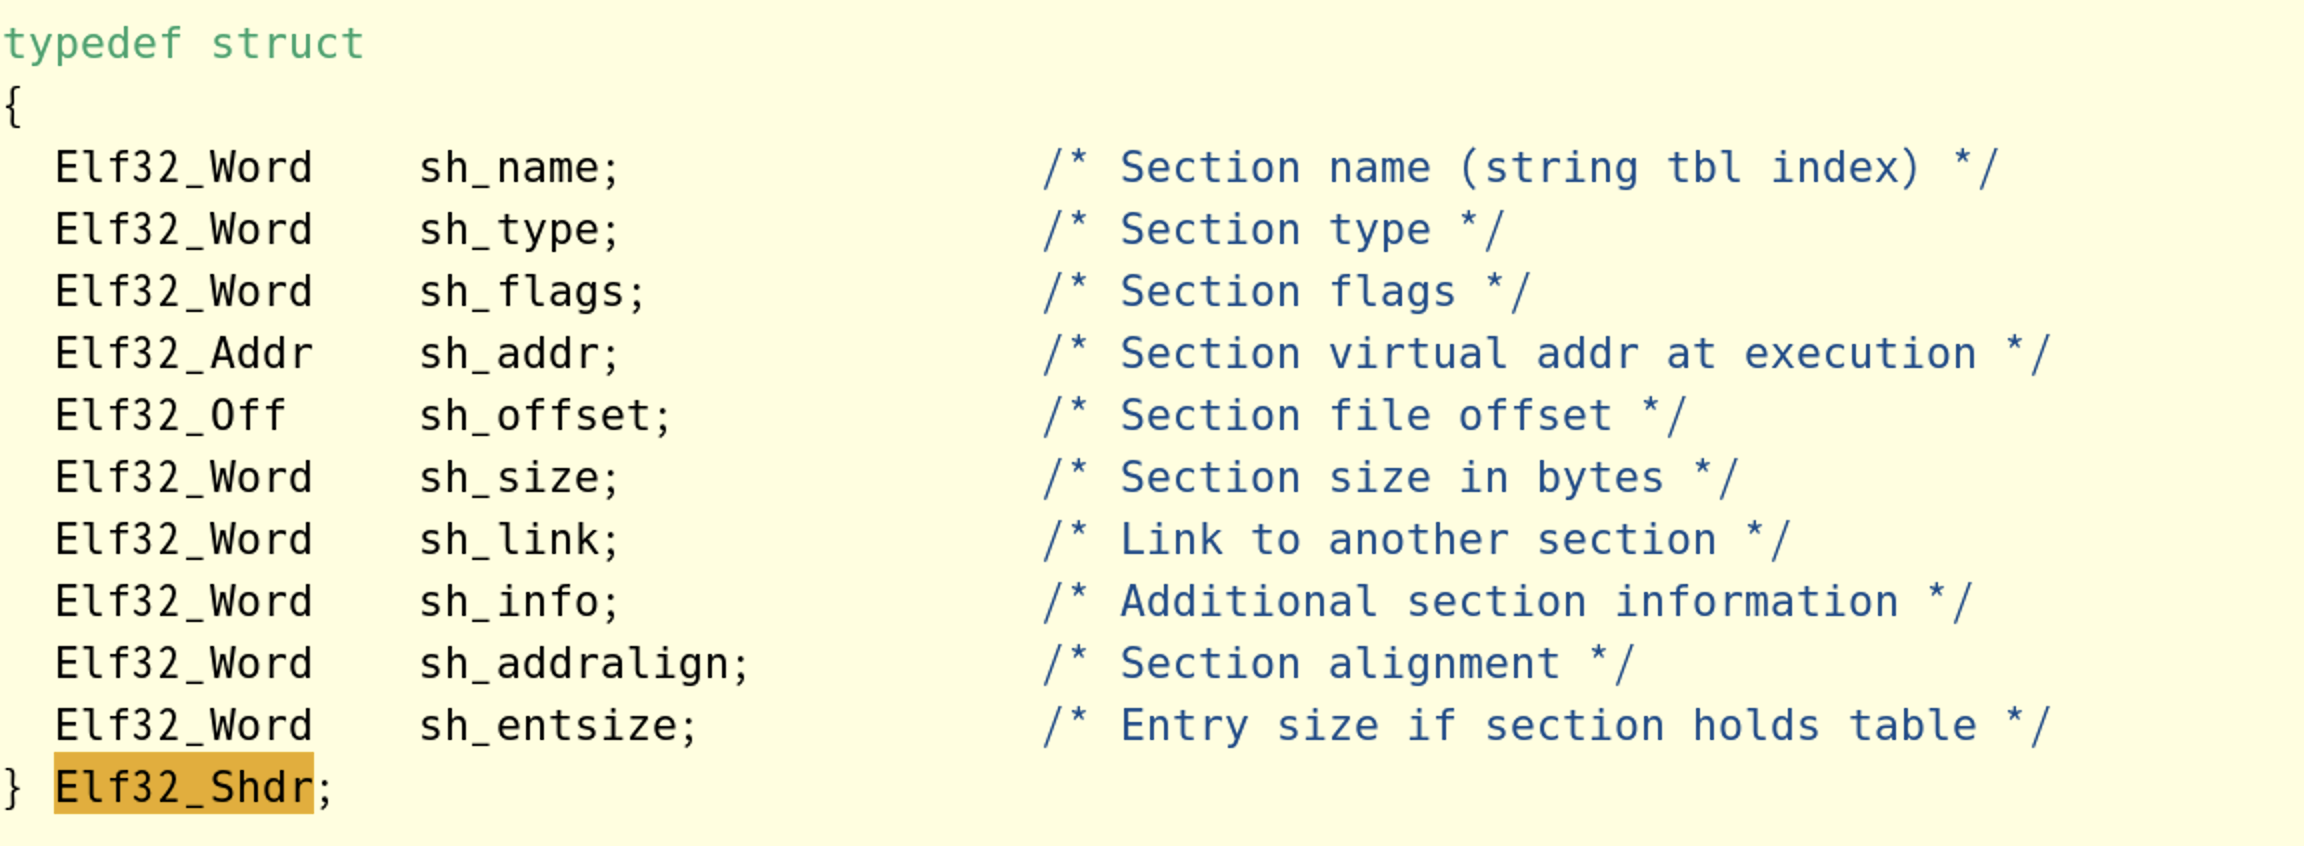 typedef struct
{
  Elf32_Word    sh_name;                /* Section name (string tbl index) */
  Elf32_Word    sh_type;                /* Section type */
  Elf32_Word    sh_flags;               /* Section flags */
  Elf32_Addr    sh_addr;                /* Section virtual addr at execution */
  Elf32_Off     sh_offset;              /* Section file offset */
  Elf32_Word    sh_size;                /* Section size in bytes */
  Elf32_Word    sh_link;                /* Link to another section */
  Elf32_Word    sh_info;                /* Additional section information */
  Elf32_Word    sh_addralign;           /* Section alignment */
  Elf32_Word    sh_entsize;             /* Entry size if section holds table */
} Elf32_Shdr;